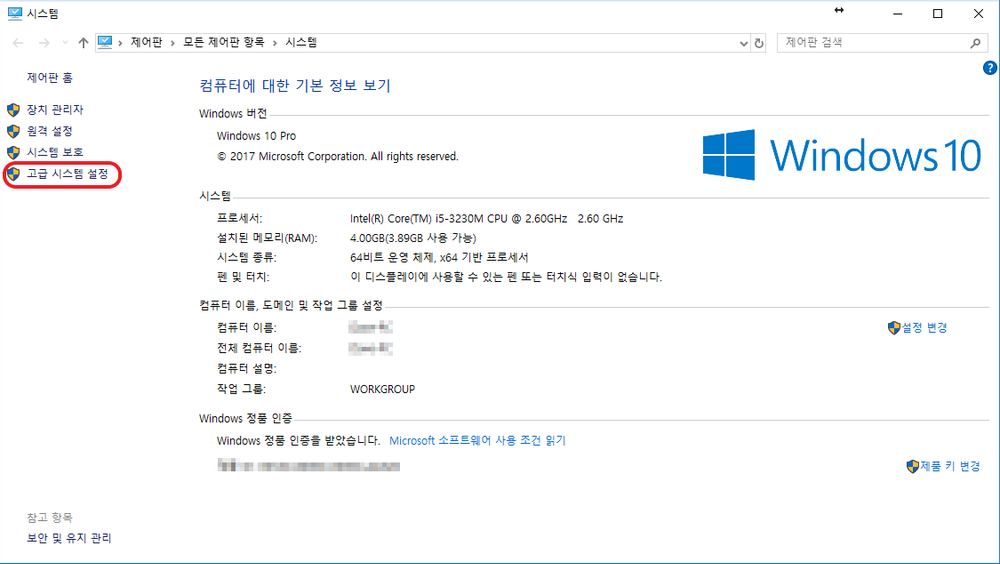 시스템
제어판 › 모든 제어판 항목 › 시스템
제어판 검색
제어판 홈
장치 관리자
원격 설정
시스템 보호
고급 시스템 설정
참고 항목
보안 및 유지 관리
컴퓨터에 대한 기본 정보 보기
Windows 버전
Windows 10 Pro
© 2017 Microsoft Corporation. All rights reserved.
Windows 10
시스템
프로세서: Intel(R) Core(TM) i5-3230M CPU @ 2.60GHz 2.60 GHz
설치된 메모리(RAM): 4.00GB(3.89GB 사용 가능)
시스템 종류: 64비트 운영 체제, x64 기반 프로세서
펜 및 터치: 이 디스플레이에 사용할 수 있는 펜 또는 터치식 입력이 없습니다.
컴퓨터 이름, 도메인 및 작업 그룹 설정
컴퓨터 이름:
설정 변경
전체 컴퓨터 이름:
컴퓨터 설명:
작업 그룹: WORKGROUP
Windows 정품 인증
Windows 정품 인증을 받았습니다. Microsoft 소프트웨어 사용 조건 읽기
제품 키 변경